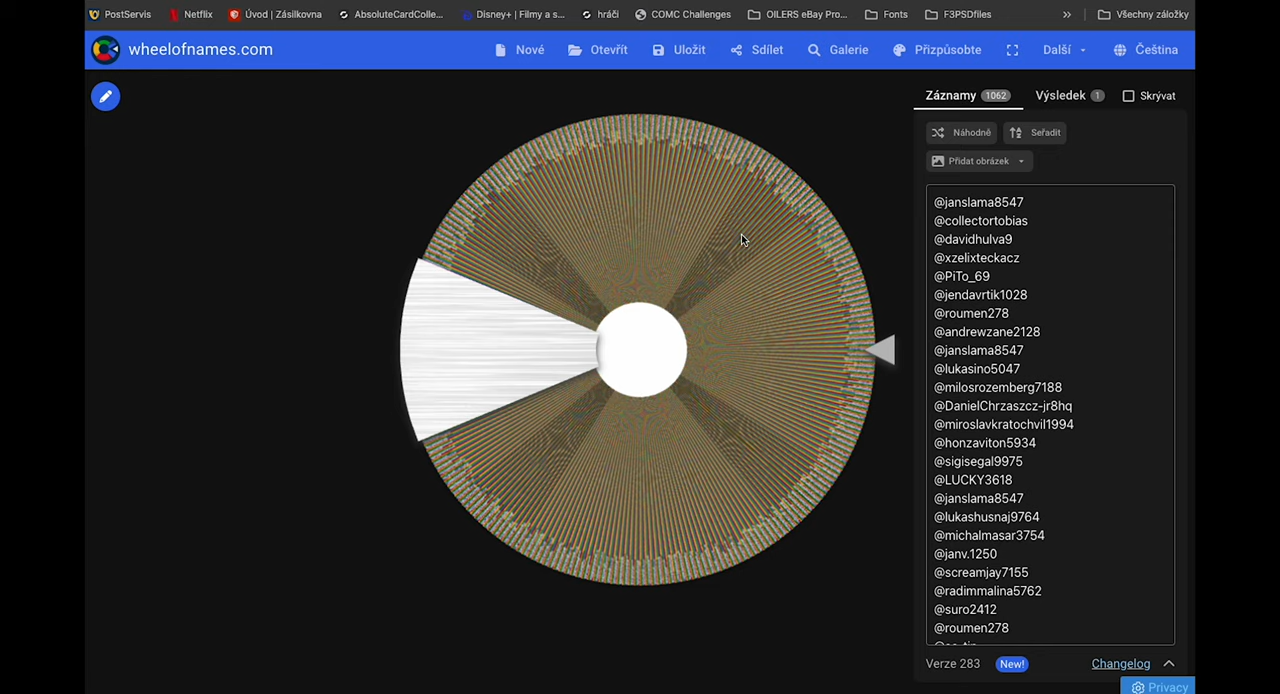 PostServis
Netflix
Úvod | Zásilkovna
AbsoluteCardColle...
Disney+ | Filmy a s...
hráči
COMC Challenges
OILERS eBay Pro...
Fonts
F3PSDfiles
»
Všechny záložky
wheelofnames.com
Nové
Otevřít
Uložit
Sdílet
Galerie
Přizpůsobte
Další
Čeština
Záznamy 1062
Výsledek 1
Skrývat
Náhodně
Seřadit
Přidat obrázek
@janslama8547
@collectortobias
@davidhulva9
@xzelixteckacz
@PiTo_69
@jendavrtik1028
@roumen278
@andrewzane2128
@janslama8547
@lukasino5047
@milosrozemberg7188
@DanielChrzaszcz-jr8hq
@miroslavkratochvil1994
@honzaviton5934
@sigisegal9975
@LUCKY3618
@janslama8547
@lukashusnaj9764
@michalmasar3754
@janv.1250
@screamjay7155
@radimmalina5762
@suro2412
@roumen278
Verze 283
New!
Changelog
Privacy